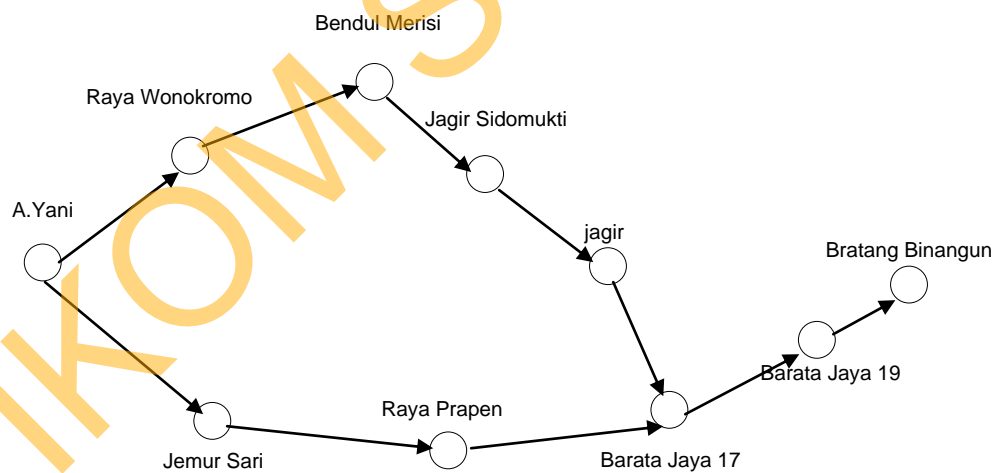 Bendul Merisi
Raya Wonokromo
Jagir Sidomukti
A.Yani
jagir
Bratang Binangun
Barata Jaya 19
Raya Prapen
Jemur Sari
Barata Jaya 17
IKOM S